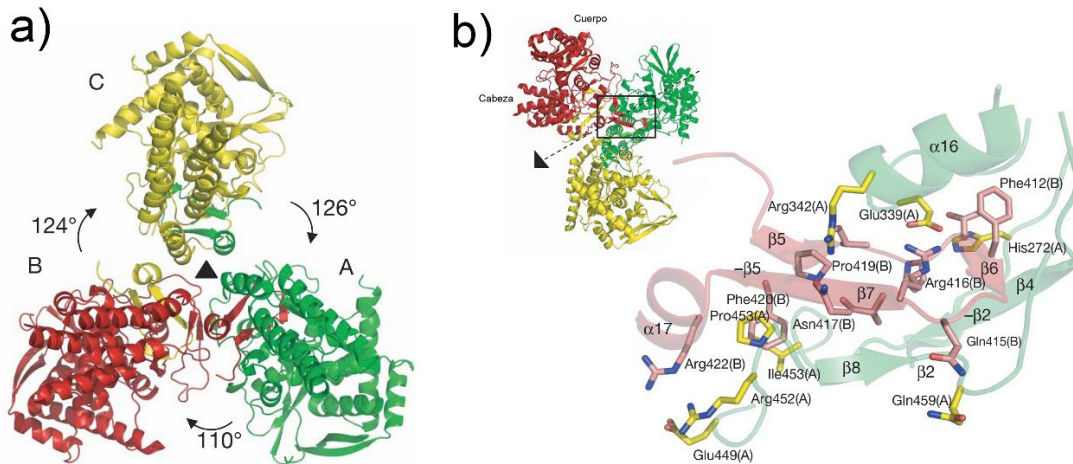 a)
C
124°
126°
B
A
110°
b)
Cuerpo
Cabeza
α16
Phe412(B)
Arg342(A)
Glu339(A)
β5
His272(A)
Pro419(B)
β6
-β5
Arg416(B)
β4
β7
Phe420(B)
-β2
Pro453(A)
Asn417(B)
α17
Gln415(B)
β8
β2
Arg422(B)
Ile453(A)
Arg452(A)
Gln459(A)
Glu449(A)